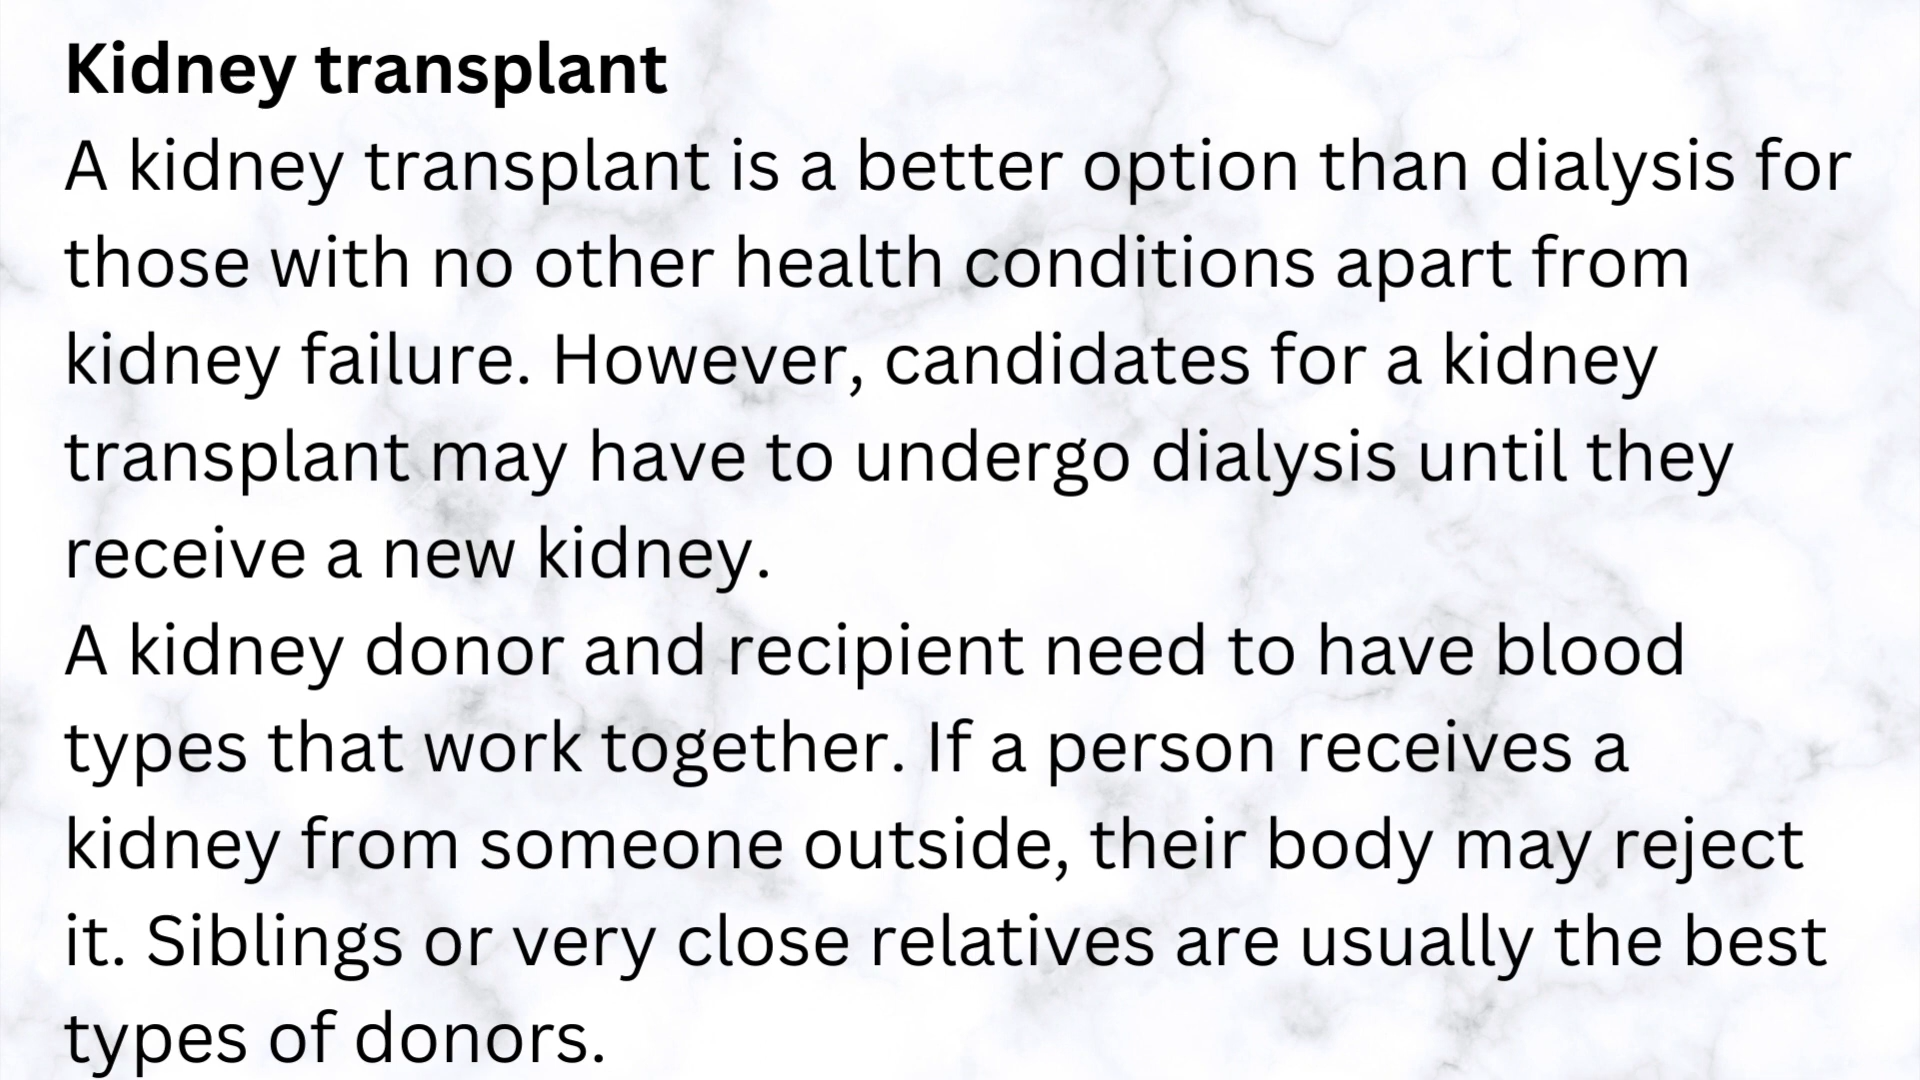 Kidney transplant
A kidney transplant is a better option than dialysis for
those with no other health conditions apart from
kidney failure. However, candidates for a kidney
transplant may have to undergo dialysis until they
receive a new kidney.
A kidney donor and recipient need to have blood
types that work together. If a person receives a
kidney from someone outside, their body may reject
it. Siblings or very close relatives are usually the best
types of donors.